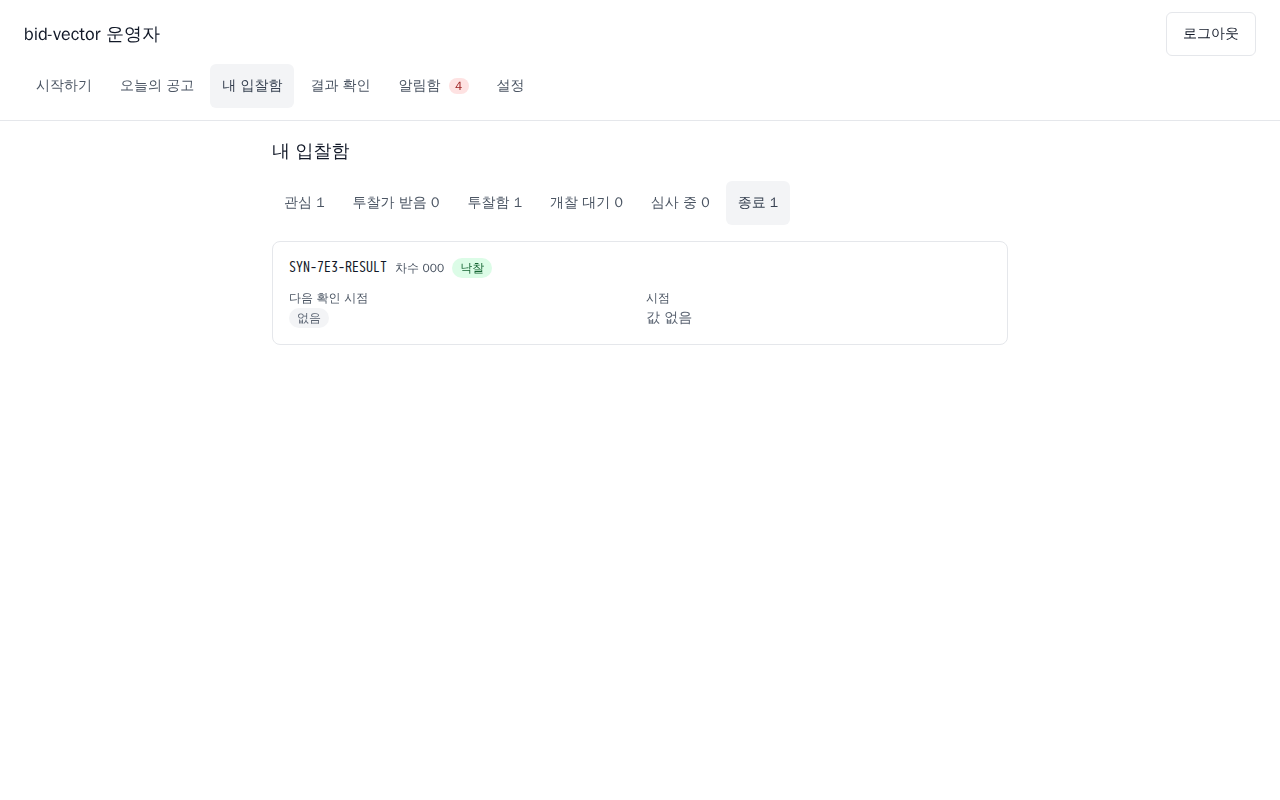 bid-vector 운영자
로그아웃
시작하기 오늘의 공고 내 입찰함 결과 확인 알림함 4 설정
내 입찰함
관심 1 투찰가 받음 0 투찰함 1 개찰 대기 0 심사 중 0 종료 1
SYN-7E3-RESULT 차수 000 낙찰
다음 확인 시점 시점
없음 값 없음